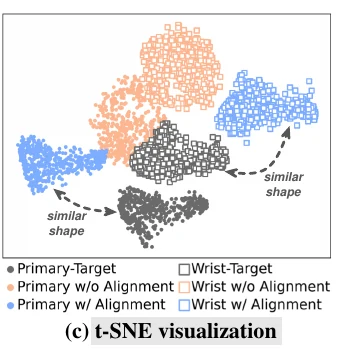 similar
shape
similar
shape
Primary-Target
Wrist-Target
Primary w/o Alignment
Wrist w/o Alignment
Primary w/ Alignment
Wrist w/ Alignment
(c) t-SNE visualization